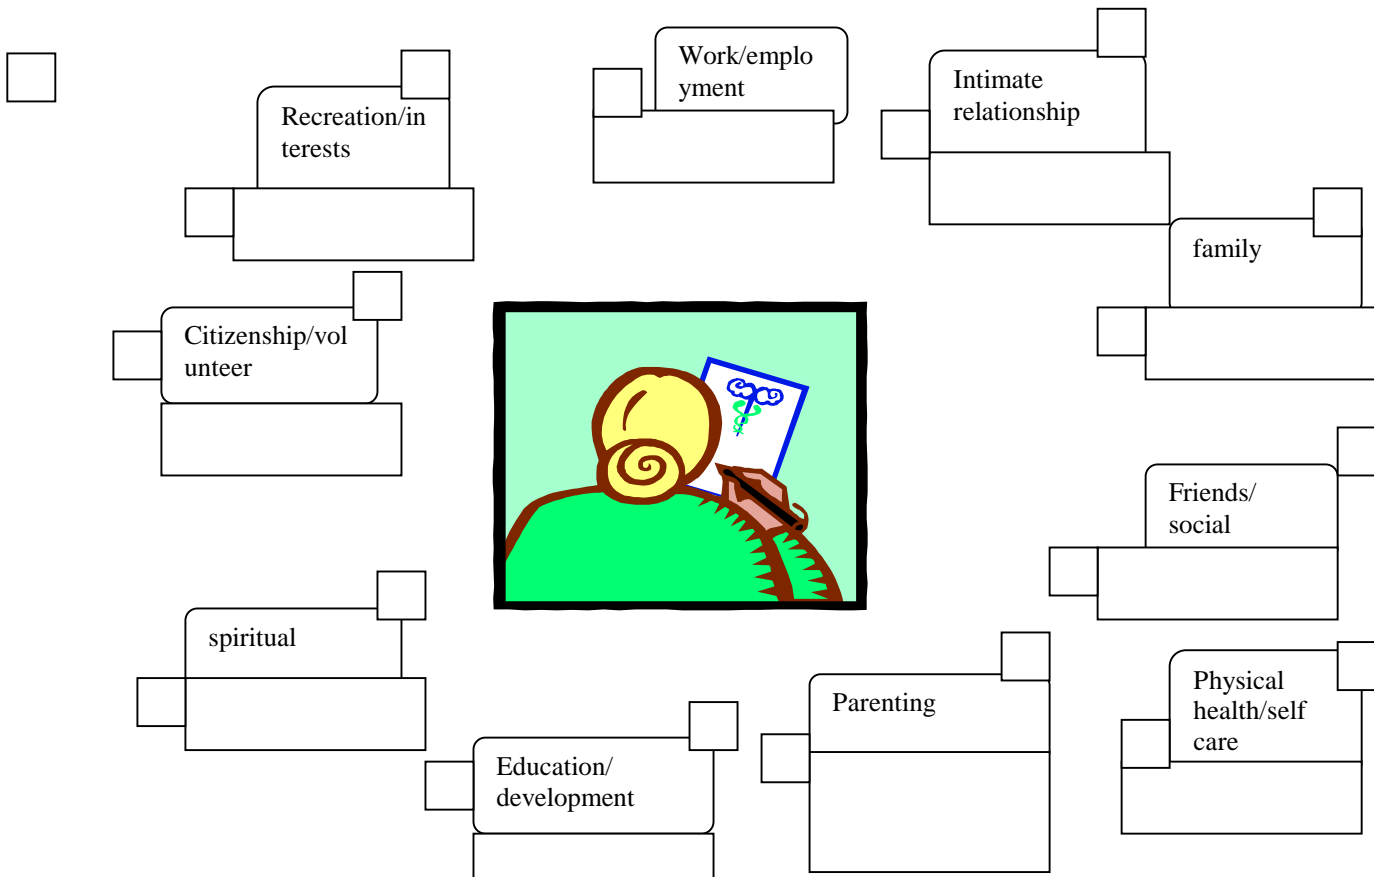 Work/emplo
yment
Intimate
relationship
Recreation/in
terests
family
Citizenship/vol
unteer
Friends/
social
spiritual
Physical
health/self
care
Parenting
Education/
development